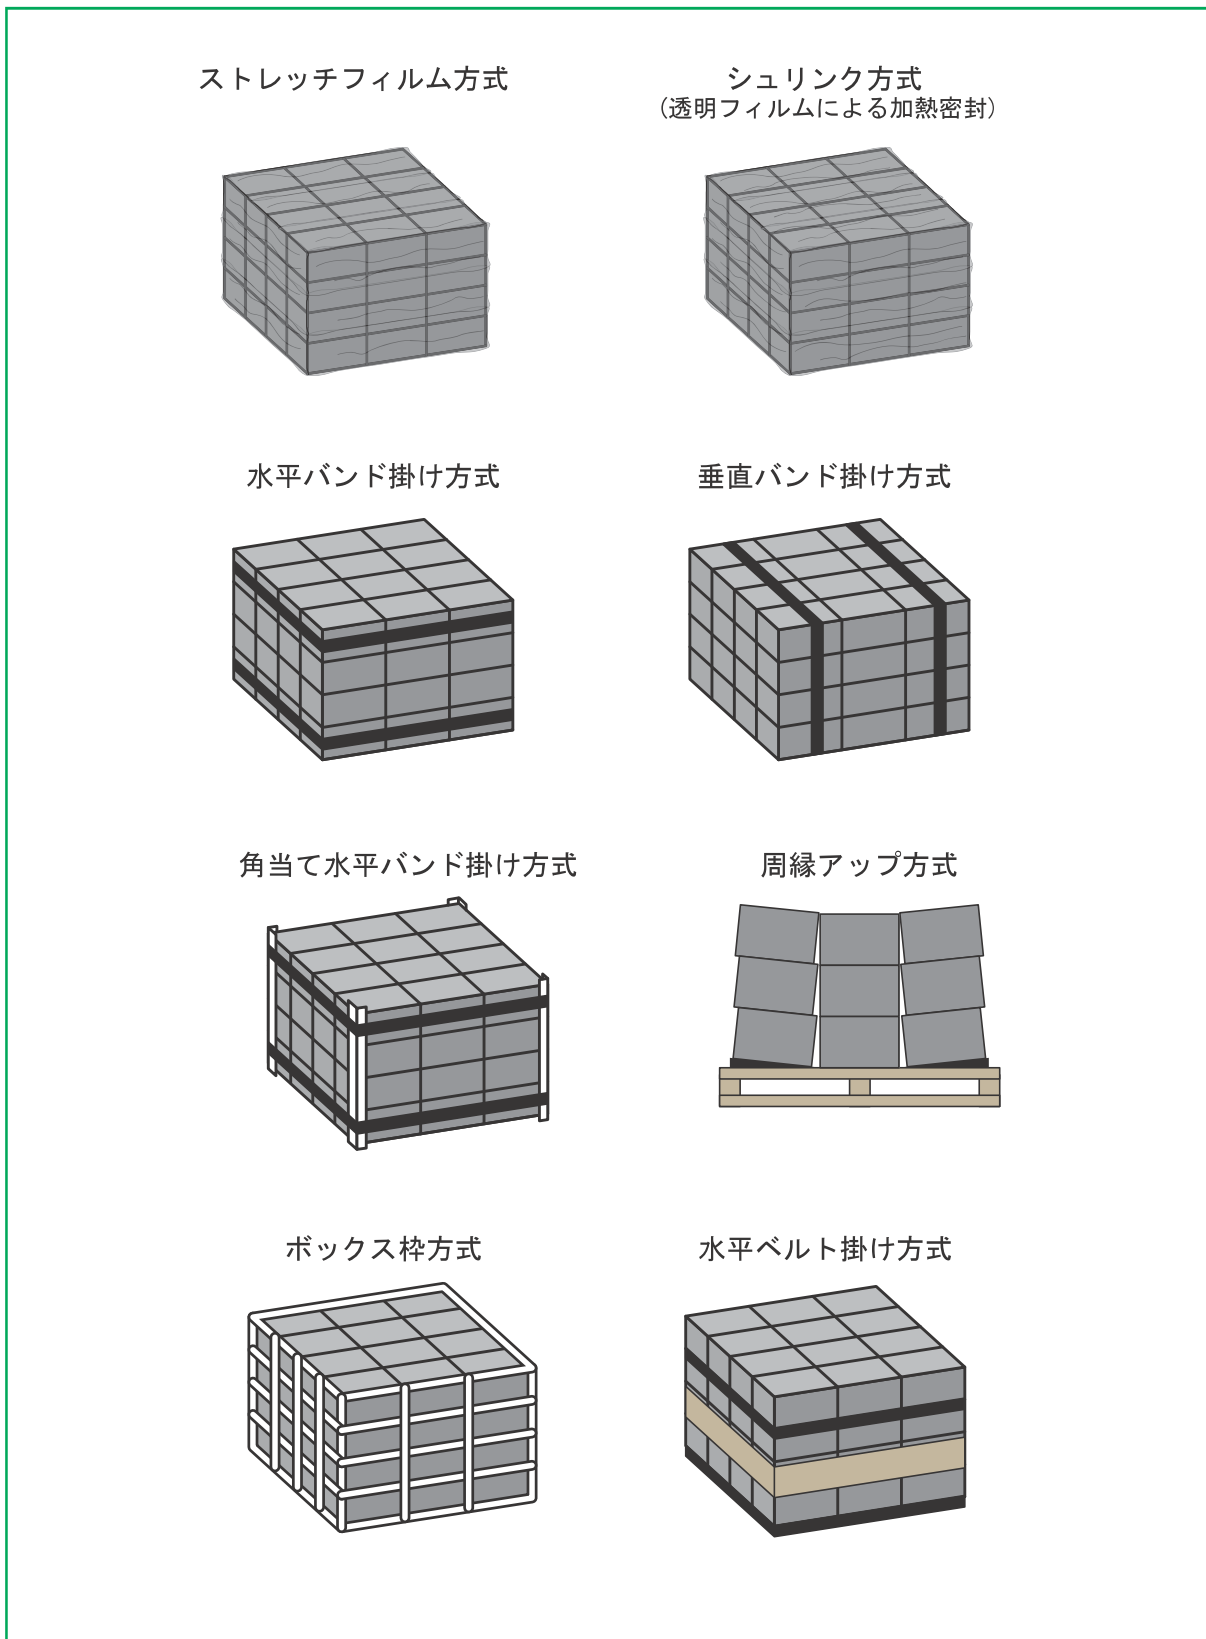 ストレッチフィルム方式
シュリンク方式
（透明フィルムによる加熱密封）
水平バンド掛け方式
垂直バンド掛け方式
角当て水平バンド掛け方式
周縁アップ方式
ボックス枠方式
水平ベルト掛け方式